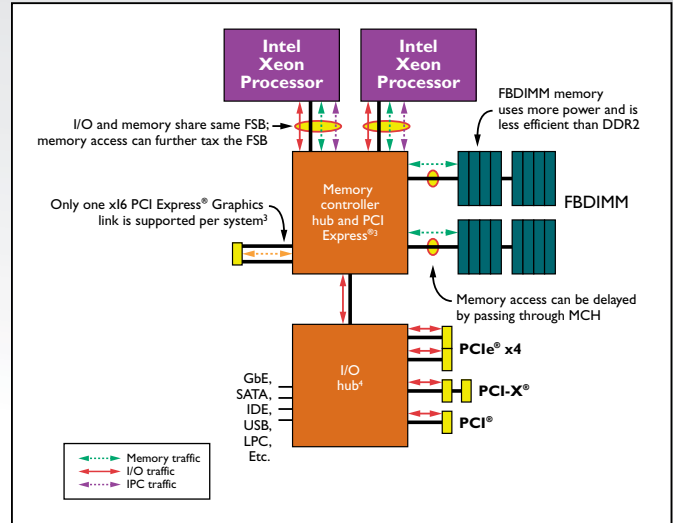 Intel
Xeon
Processor
Intel
Xeon
Processor
I/O and memory share same FSB;
memory access can further tax the FSB
FBDIMM memory
uses more power and is
less efficient than DDR2
Only one x16 PCI Express® Graphics
link is supported per system³
Memory
controller
hub and PCI
Express®³
FBDIMM
Memory access can be delayed
by passing through MCH
I/O
hub⁴
PCIe® x4
PCI-X®
PCI®
GbE,
SATA,
IDE,
USB,
LPC,
Etc.
Memory traffic
I/O traffic
IPC traffic